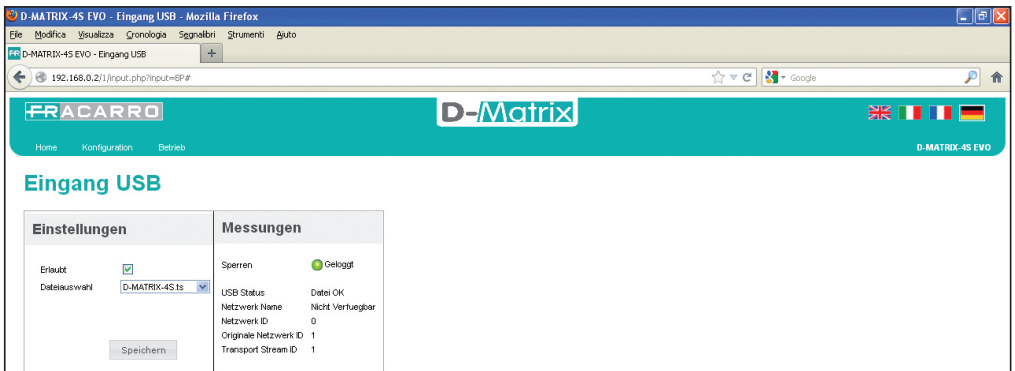 D-MATRIX-4S EVO - Eingang USB - Mozilla Firefox
File Modifica Visualizza Cronologia Segnalibri Strumenti Aiuto
FR D-MATRIX-4S EVO - Eingang USB +
192.168.0.2/1/input.php?input=BP#
Google
FRACARRO
D-Matrix
Home Konfiguration Betrieb
D-MATRIX-4S EVO
Eingang USB
Einstellungen
Erlaubt
Dateiauswahl D-MATRIX-4S.ts
Speichern
Messungen
Sperren Geloggt
USB Status Datei OK
Netzwerk Name Nicht Verfuegbar
Netzwerk ID 0
Originale Netzwerk ID 1
Transport Stream ID 1